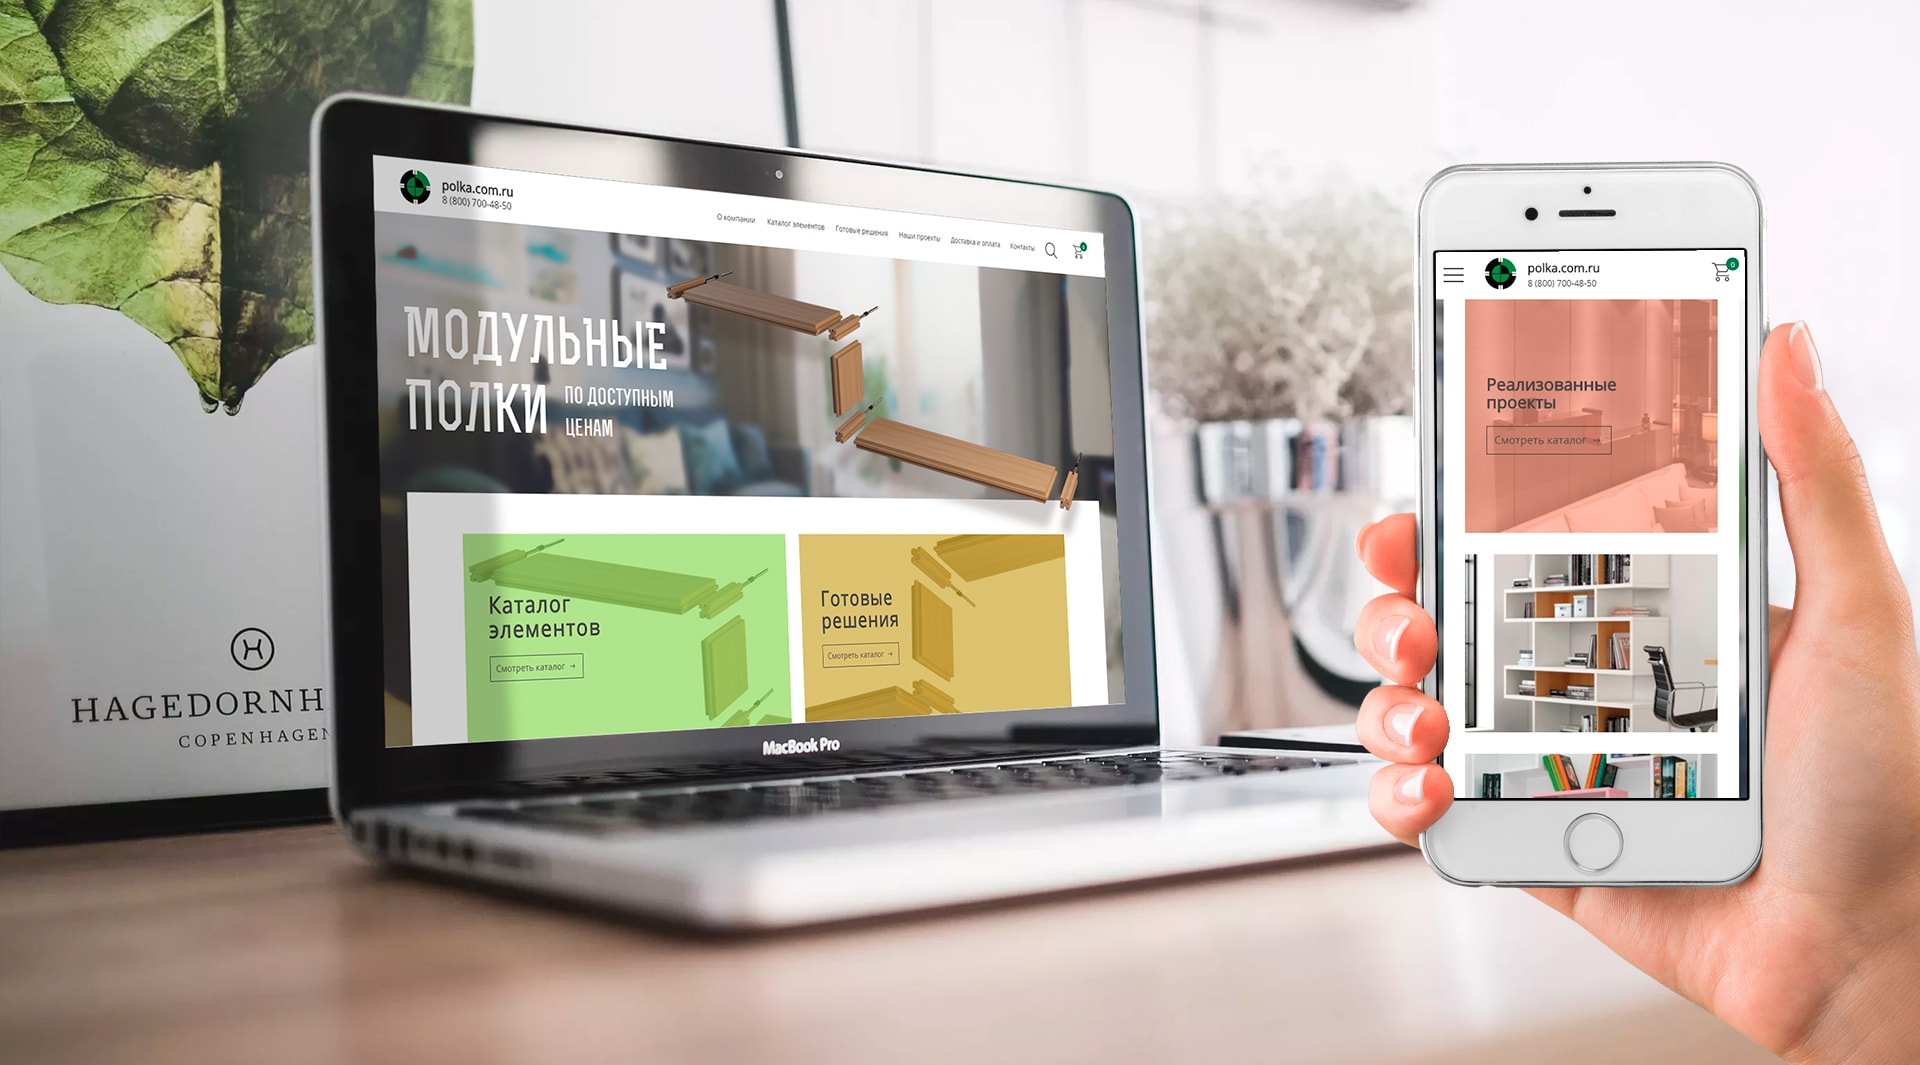 polka.com.ru
8 (800) 700-48-50
О компании Каталог элементов Готовые решения Наши проекты Доставка и оплата Контакты
0
МОДУЛЬНЫЕ
ПОЛКИ ПО ДОСТУПНЫМ
ЦЕНАМ
Каталог
элементов
Смотреть каталог →
Готовые
решения
Смотреть каталог →
MacBook Pro
HAGEDORNH
COPENHAGEN
polka.com.ru
8 (800) 700-48-50
0
Реализованные
проекты
Смотреть каталог →